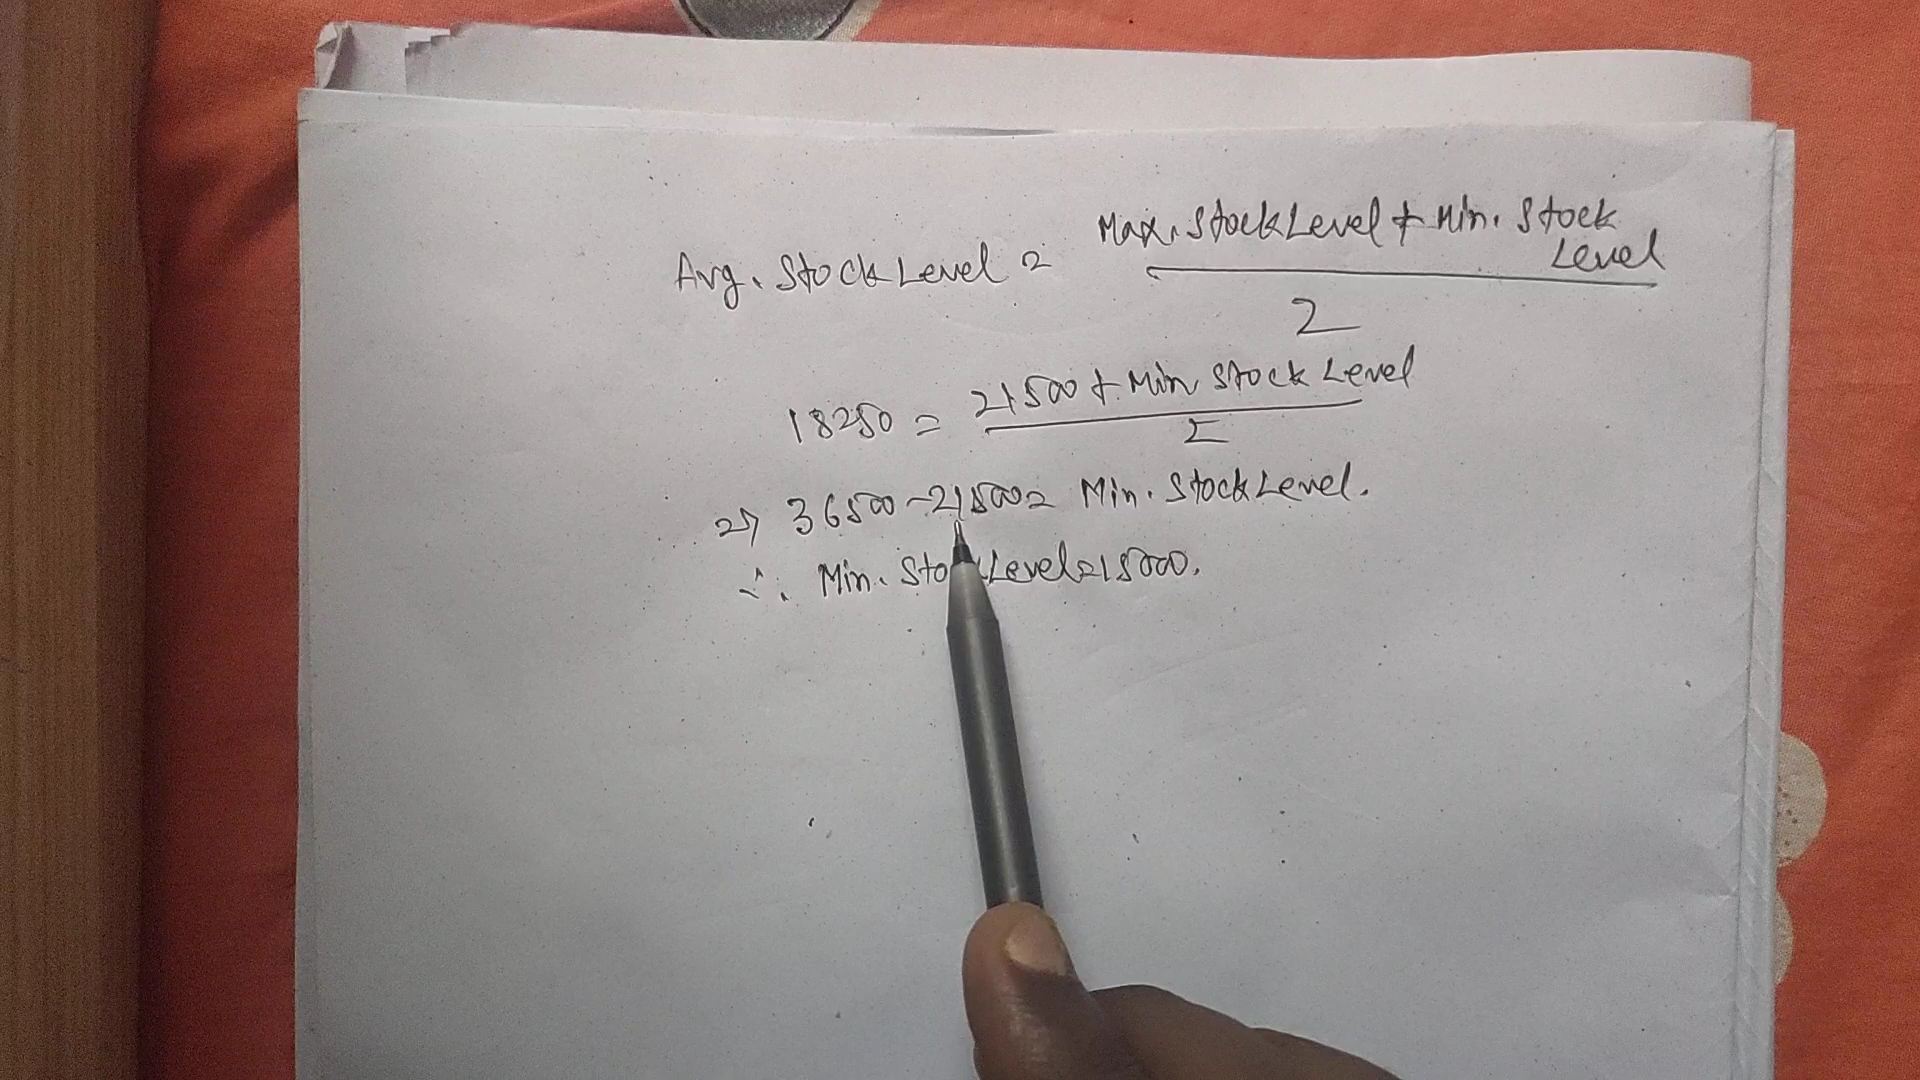 Avg. Stock Level = Max. Stock Level + Min. Stock Level
2
18250 = 21500 + Min Stock Level
2
=> 36500 - 21500 = Min. Stock Level.
∴ Min. Stock Level = 15000.